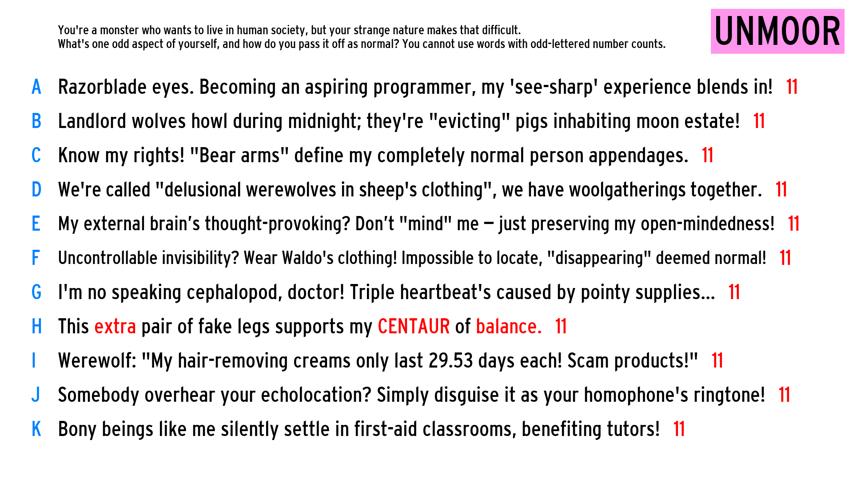 You're a monster who wants to live in human society, but your strange nature makes that difficult.
What's one odd aspect of yourself, and how do you pass it off as normal? You cannot use words with odd-lettered number counts.
UNMOOR
A Razorblade eyes. Becoming an aspiring programmer, my 'see-sharp' experience blends in! 11
B Landlord wolves howl during midnight; they're "evicting" pigs inhabiting moon estate! 11
C Know my rights! "Bear arms" define my completely normal person appendages. 11
D We're called "delusional werewolves in sheep's clothing", we have woolgatherings together. 11
E My external brain’s thought-provoking? Don’t "mind" me – just preserving my open-mindedness! 11
F Uncontrollable invisibility? Wear Waldo's clothing! Impossible to locate, "disappearing" deemed normal! 11
G I'm no speaking cephalopod, doctor! Triple heartbeat's caused by pointy supplies... 11
H This extra pair of fake legs supports my CENTAUR of balance. 11
I Werewolf: "My hair-removing creams only last 29.53 days each! Scam products!" 11
J Somebody overhear your echolocation? Simply disguise it as your homophone's ringtone! 11
K Bony beings like me silently settle in first-aid classrooms, benefiting tutors! 11